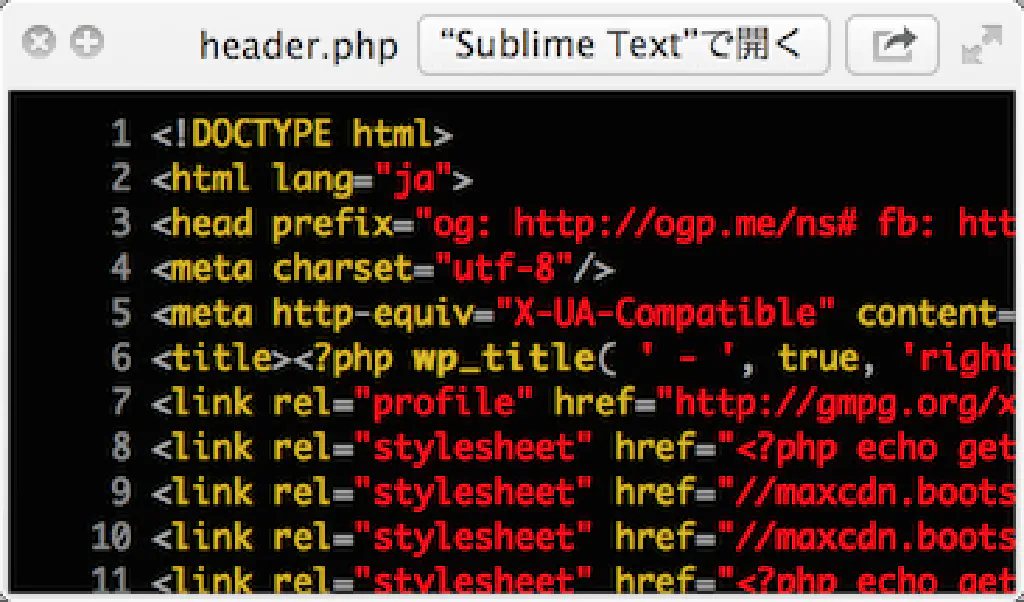 header.php “Sublime Text”で開く
1 <!DOCTYPE html>
2 <html lang="ja">
3 <head prefix="og: http://ogp.me/ns# fb: htt
4 <meta charset="utf-8"/>
5 <meta http-equiv="X-UA-Compatible" content=
6 <title><?php wp_title( ' - ', true, 'right
7 <link rel="profile" href="http://gmpg.org/x
8 <link rel="stylesheet" href="<?php echo get
9 <link rel="stylesheet" href="//maxcdn.boots
10 <link rel="stylesheet" href="//maxcdn.boots
11 <link rel="stylesheet" href="<?php echo get